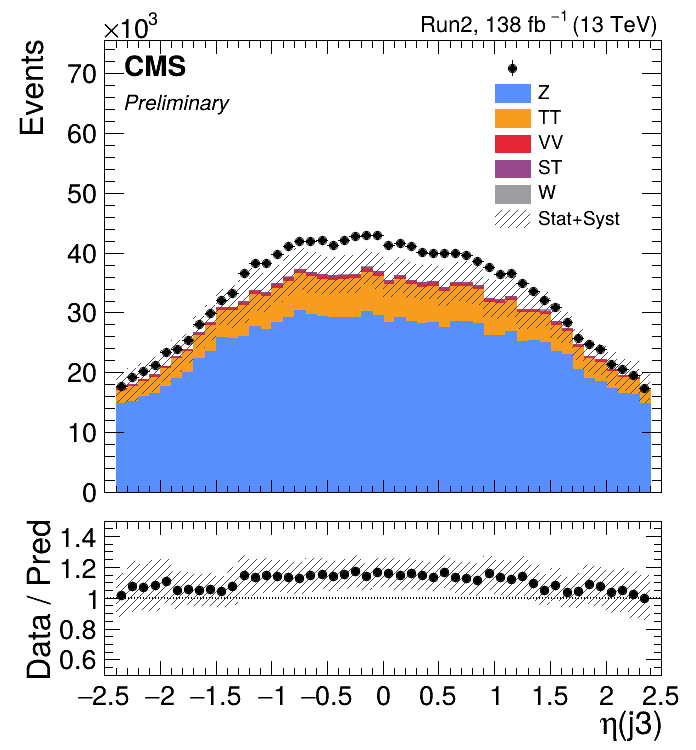 ×10³
Run2, 138 fb⁻¹ (13 TeV)
Events
CMS
Preliminary
Z
TT
VV
ST
W
Stat+Syst
70
60
50
40
30
20
10
0
Data / Pred
1.4
1.2
1
0.8
0.6
−2.5 −2 −1.5 −1 −0.5 0 0.5 1 1.5 2 2.5
η(j3)